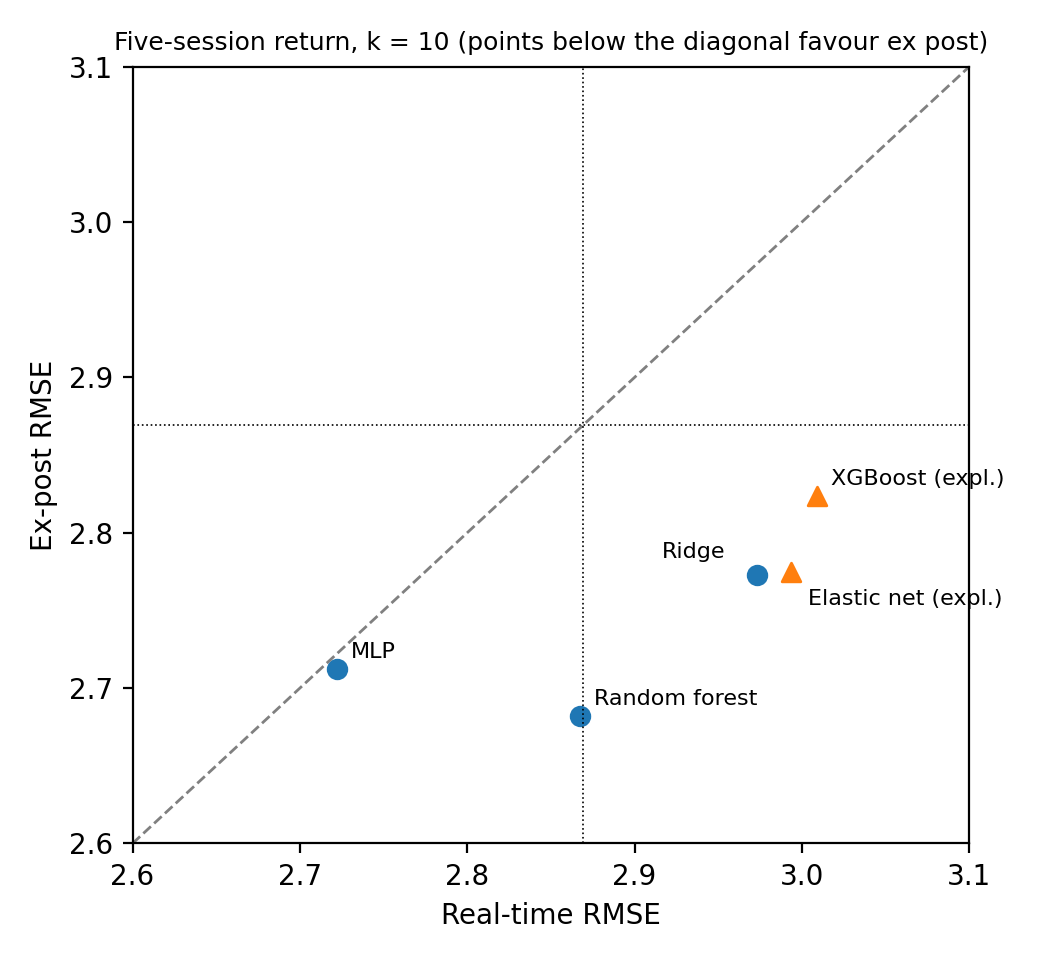 Five-session return, k = 10 (points below the diagonal favour ex post)
3.1
3.0
2.9
2.8
2.7
2.6
Ex-post RMSE
XGBoost (expl.)
Ridge
Elastic net (expl.)
MLP
Random forest
2.6 2.7 2.8 2.9 3.0 3.1
Real-time RMSE